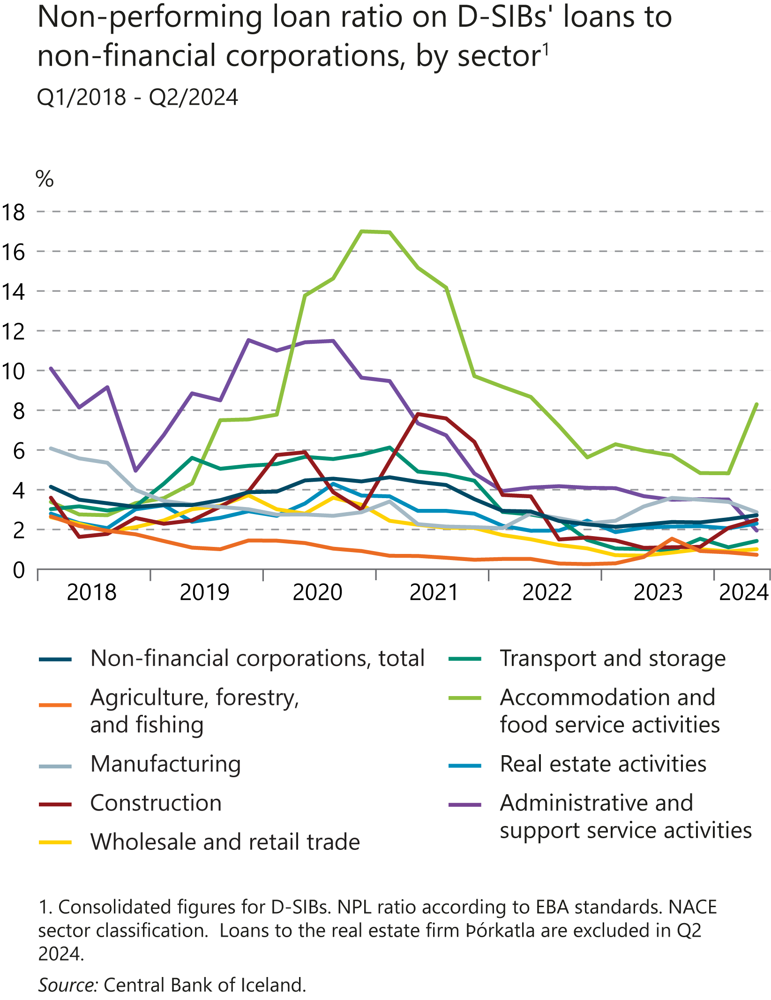 Non-performing loan ratio on D-SIBs' loans to
non-financial corporations, by sector¹
Q1/2018 - Q2/2024
%
18
16
14
12
10
8
6
4
2
0
2018 2019 2020 2021 2022 2023 2024
Non-financial corporations, total
Agriculture, forestry,
and fishing
Manufacturing
Construction
Wholesale and retail trade
Transport and storage
Accommodation and
food service activities
Real estate activities
Administrative and
support service activities
1. Consolidated figures for D-SIBs. NPL ratio according to EBA standards. NACE
sector classification.  Loans to the real estate firm Þórkatla are excluded in Q2
2024.
Source: Central Bank of Iceland.